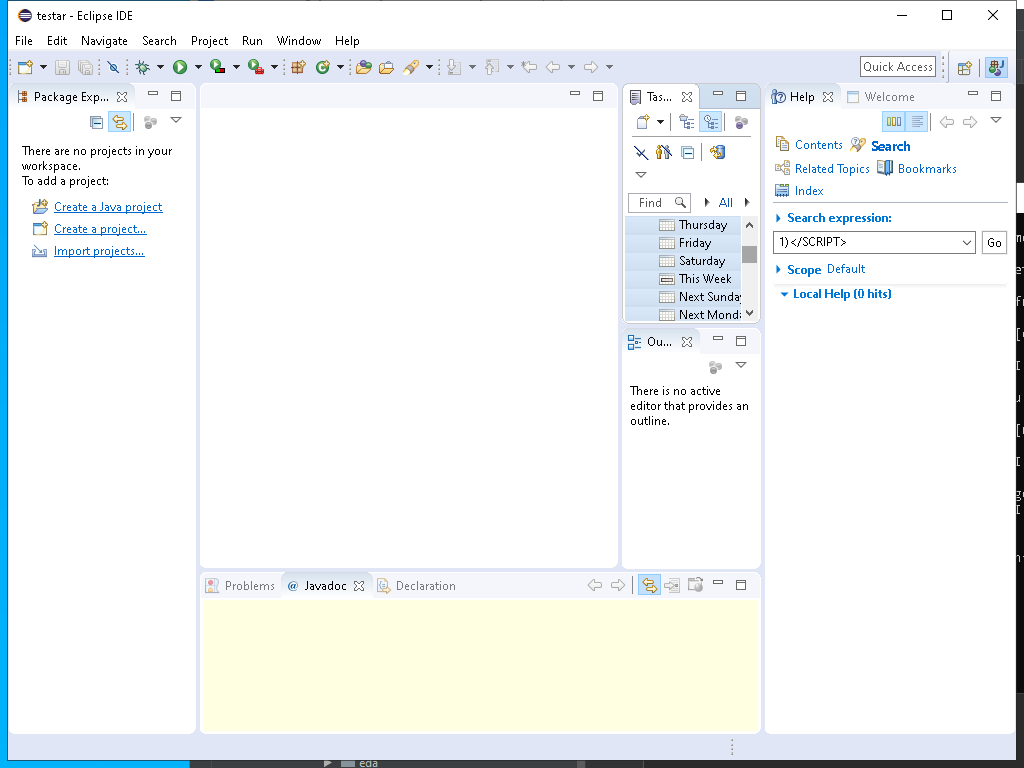 testar - Eclipse IDE
File Edit Navigate Search Project Run Window Help
Quick Access
Package Exp...
There are no projects in your
workspace.
To add a project:
Create a Java project
Create a project...
Import projects...
Tas...
Find
All
Thursday
Friday
Saturday
This Week
Next Sunday
Next Mond
Ou...
There is no active
editor that provides an
outline.
Help
Welcome
Contents Search
Related Topics Bookmarks
Index
Search expression:
1)</SCRIPT>
Go
Scope Default
Local Help (0 hits)
Problems @ Javadoc Declaration
eda